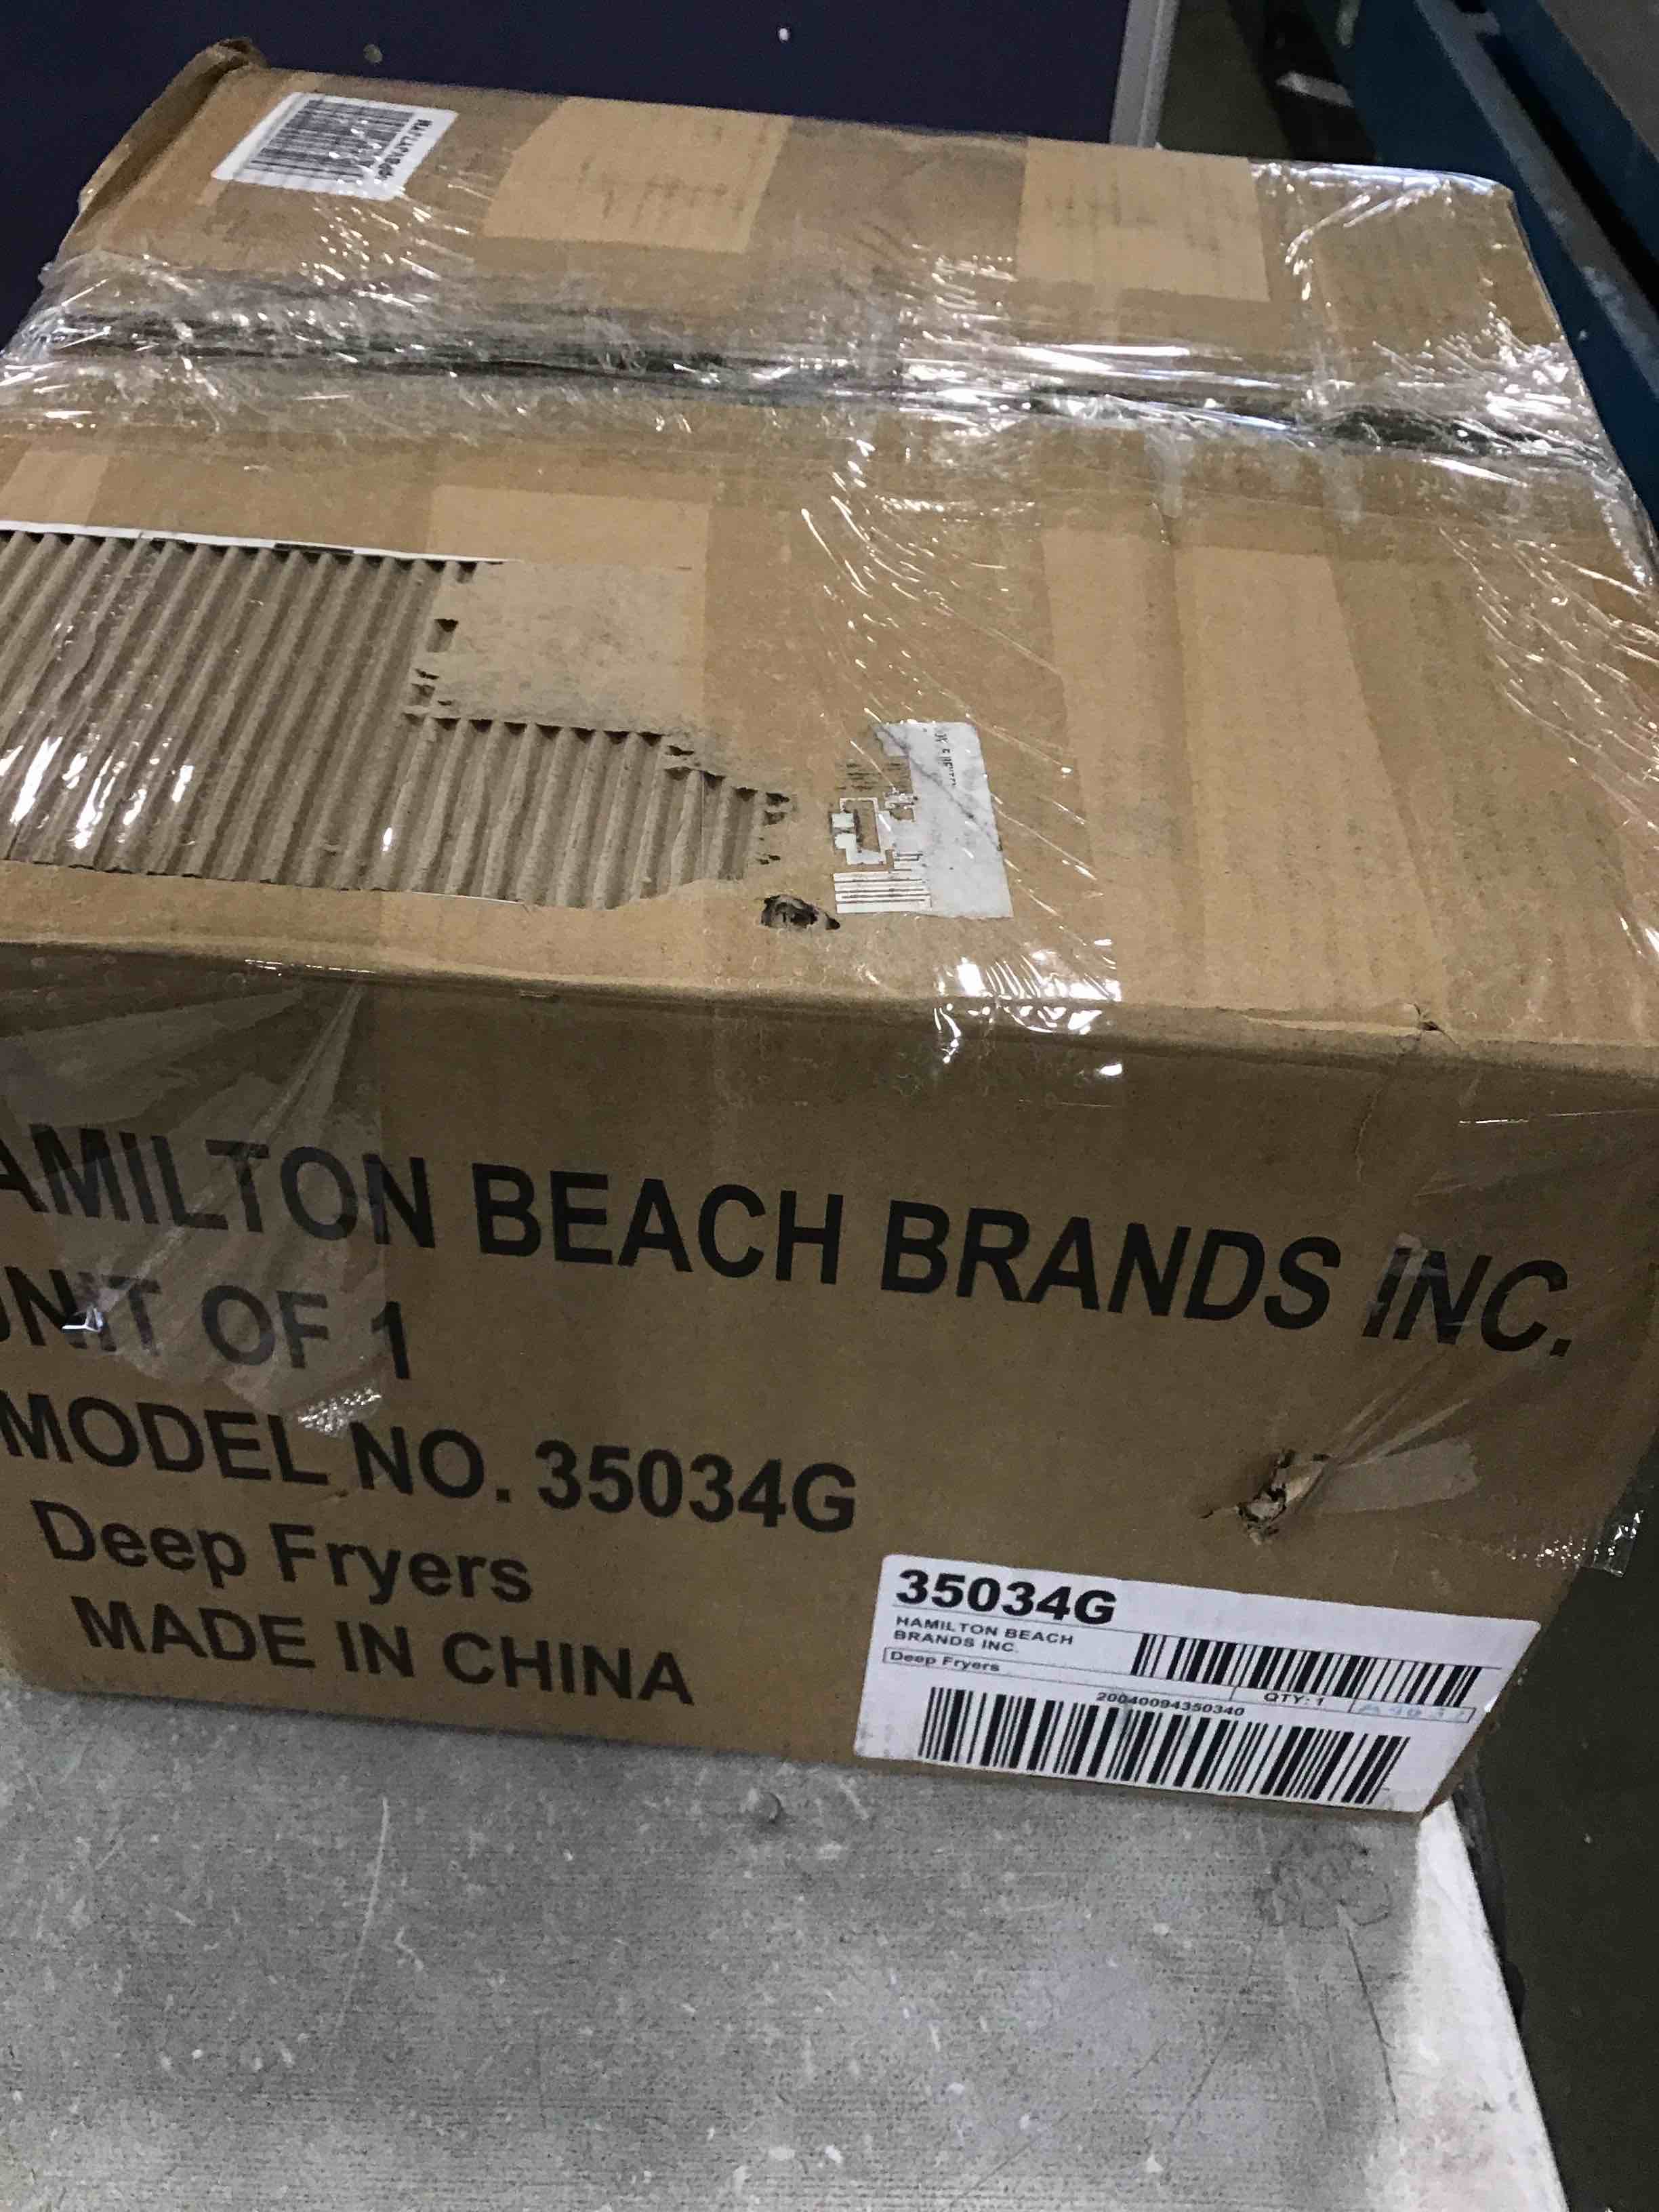 AMILTON BEACH BRANDS INC.
UNIT OF 1
MODEL NO. 35034G
Deep Fryers
MADE IN CHINA
35034G
HAMILTON BEACH
BRANDS INC.
Deep Fryers
QTY: 1
20040094350340